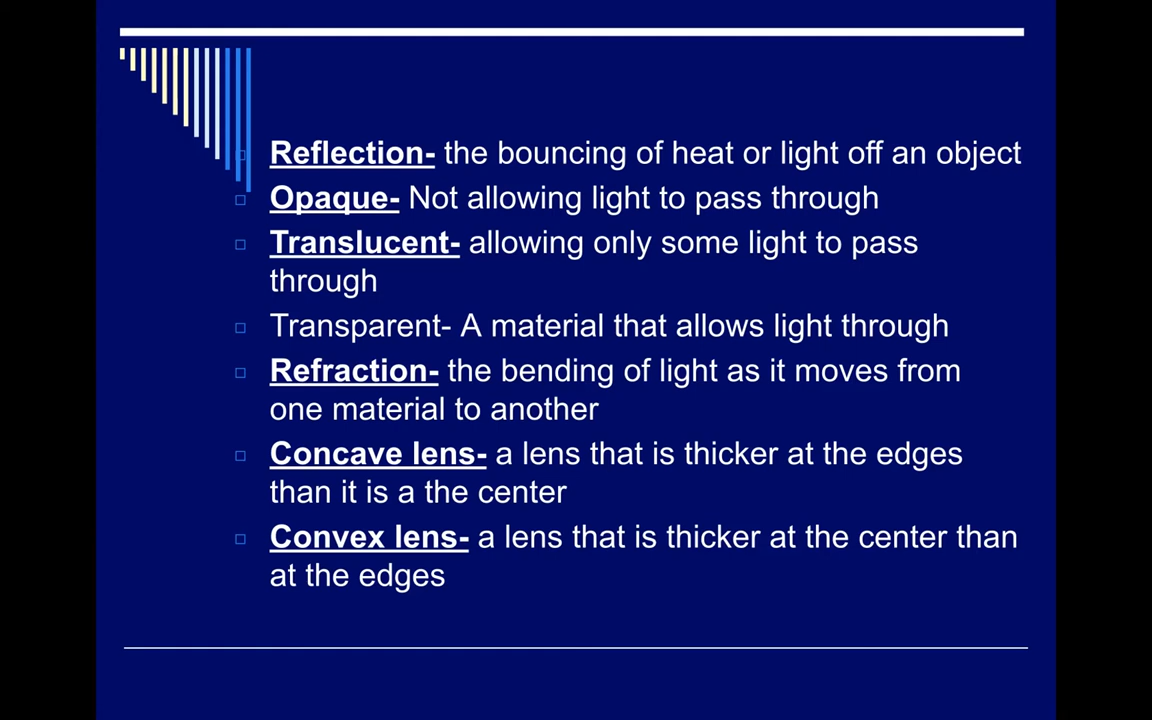 Reflection- the bouncing of heat or light off an object
Opaque- Not allowing light to pass through
Translucent- allowing only some light to pass
through
Transparent- A material that allows light through
Refraction- the bending of light as it moves from
one material to another
Concave lens- a lens that is thicker at the edges
than it is a the center
Convex lens- a lens that is thicker at the center than
at the edges